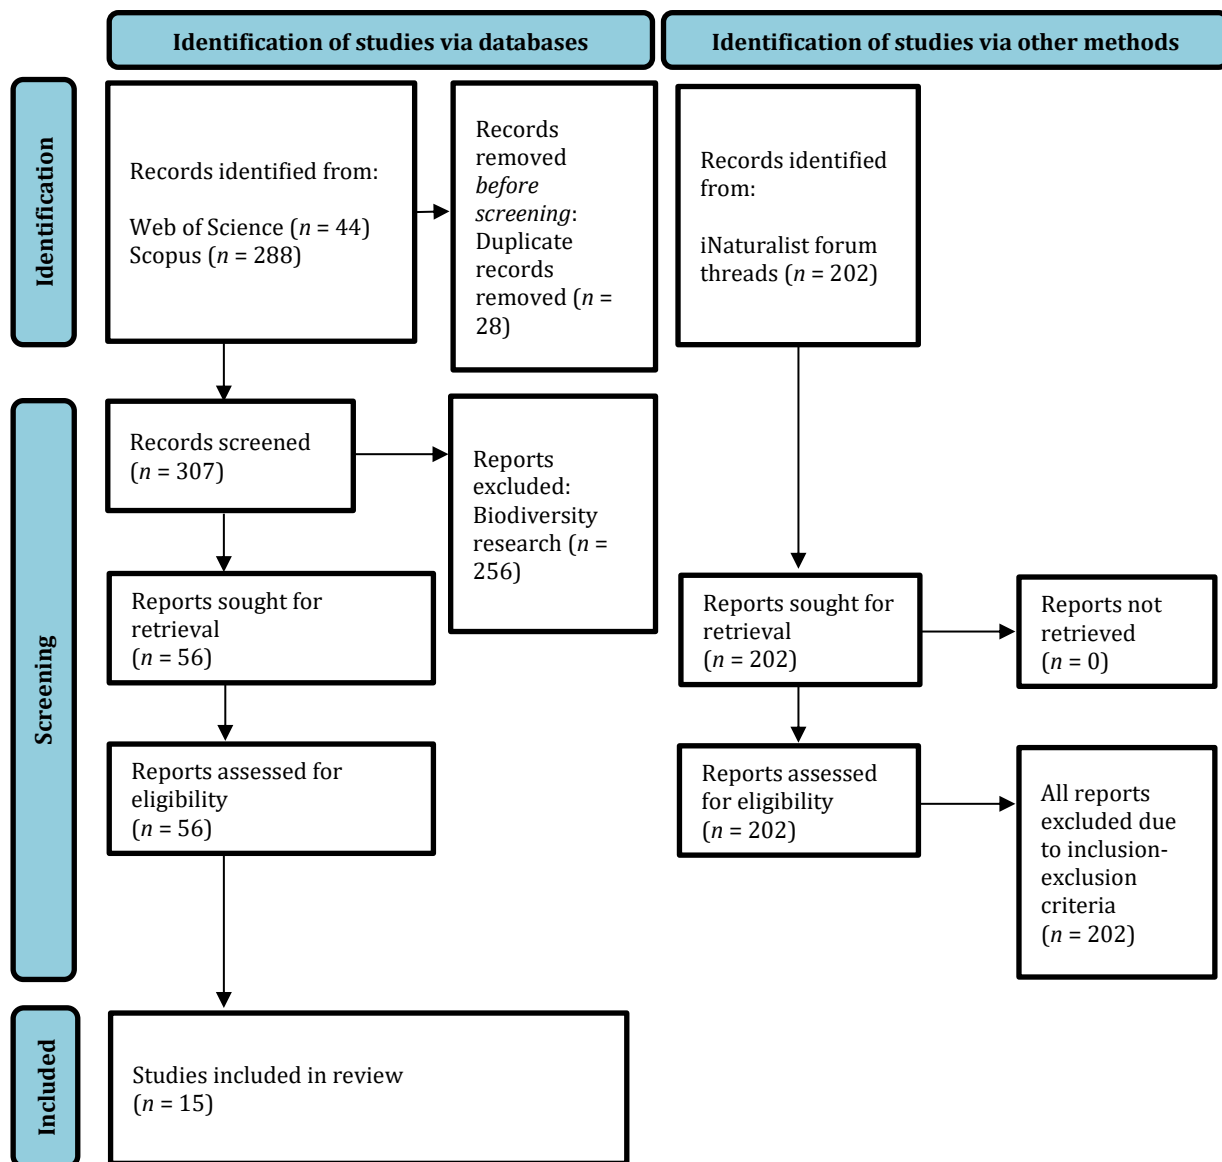 Identification of studies via databases
Identification of studies via other methods
Identification
Records identified from:
Web of Science (n = 44)
Scopus (n = 288)
Records
removed
before
screening:
Duplicate
records
removed (n =
28)
Records identified
from:
iNaturalist forum
threads (n = 202)
Screening
Records screened
(n = 307)
Reports
excluded:
Biodiversity
research (n =
256)
Reports sought for
retrieval
(n = 56)
Reports sought for
retrieval
(n = 202)
Reports not
retrieved
(n = 0)
Reports assessed for
eligibility
(n = 56)
Reports assessed
for eligibility
(n = 202)
All reports
excluded due
to inclusion-
exclusion
criteria
(n = 202)
Included
Studies included in review
(n = 15)